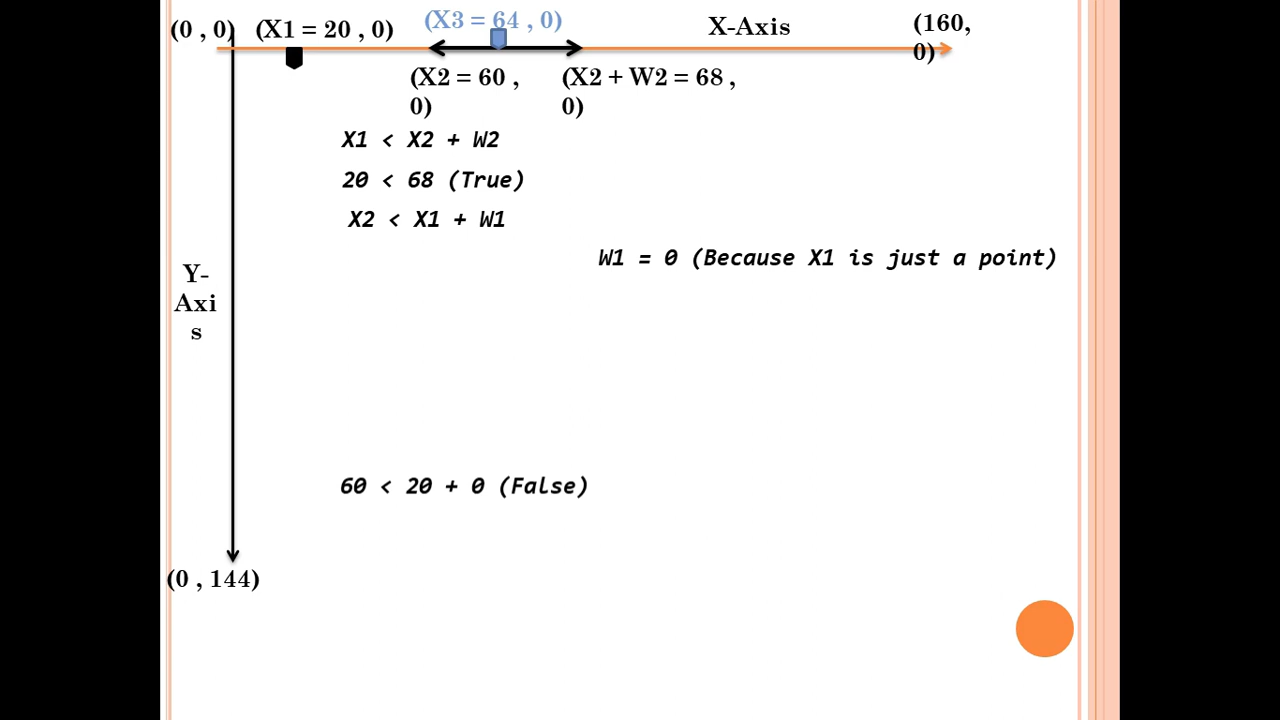 (0 , 0)
(X1 = 20 , 0)
(X3 = 64 , 0)
X-Axis
(160,
0)
(X2 = 60 ,
0)
(X2 + W2 = 68 ,
0)
X1 < X2 + W2
20 < 68 (True)
X2 < X1 + W1
W1 = 0 (Because X1 is just a point)
Y-
Axi
s
60 < 20 + 0 (False)
(0 , 144)